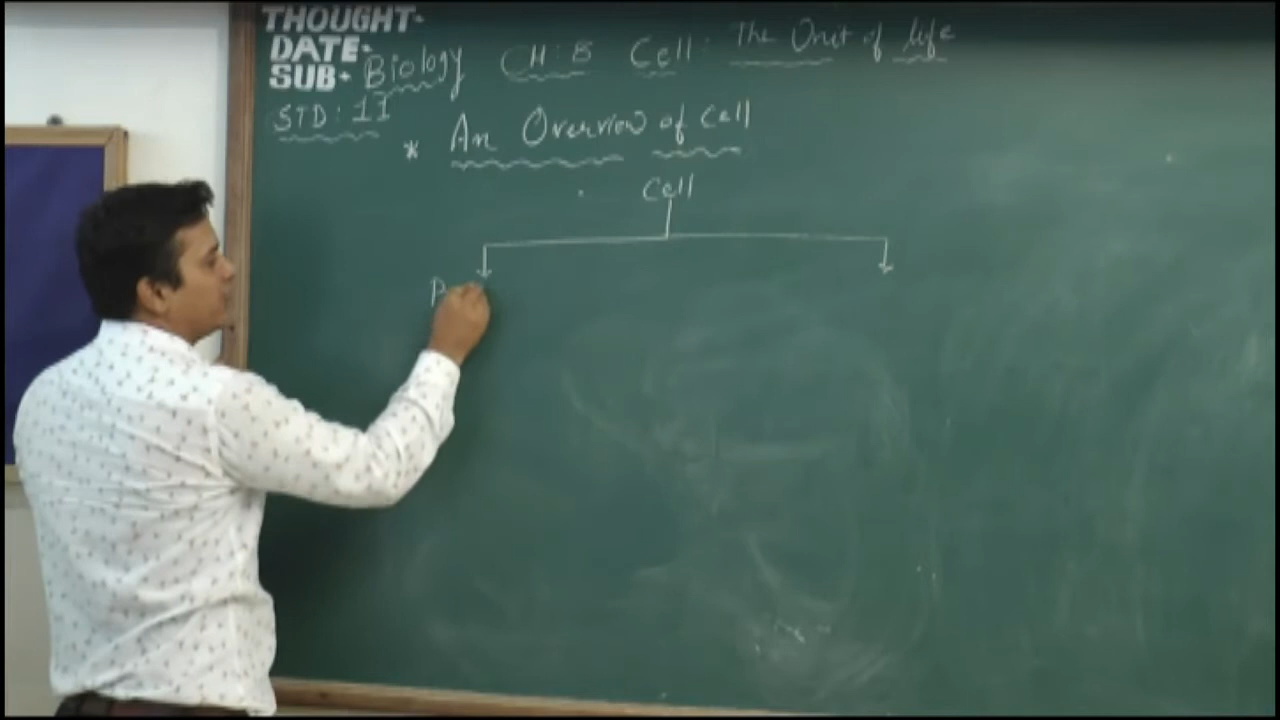 THOUGHT-
DATE-
SUB- Biology CH: 8 Cell: The Unit of life
STD: 11
* An Overview of cell
Cell
P